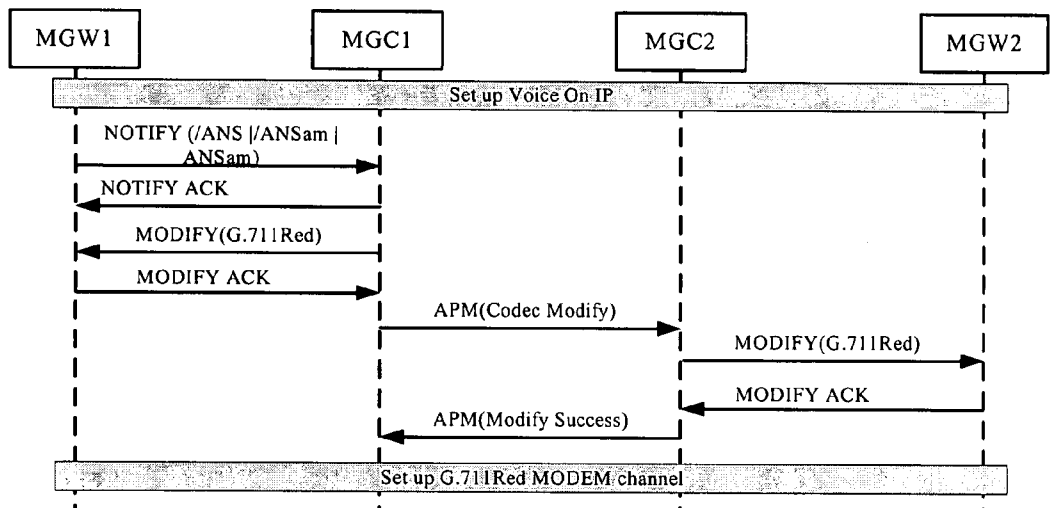 MGW1
MGC1
MGC2
MGW2
Set up Voice On IP
NOTIFY (/ANS |/ANSam |
ANSam)
NOTIFY ACK
MODIFY(G.711Red)
MODIFY ACK
APM(Codec Modify)
MODIFY(G.711Red)
MODIFY ACK
APM(Modify Success)
Set up G.711Red MODEM channel